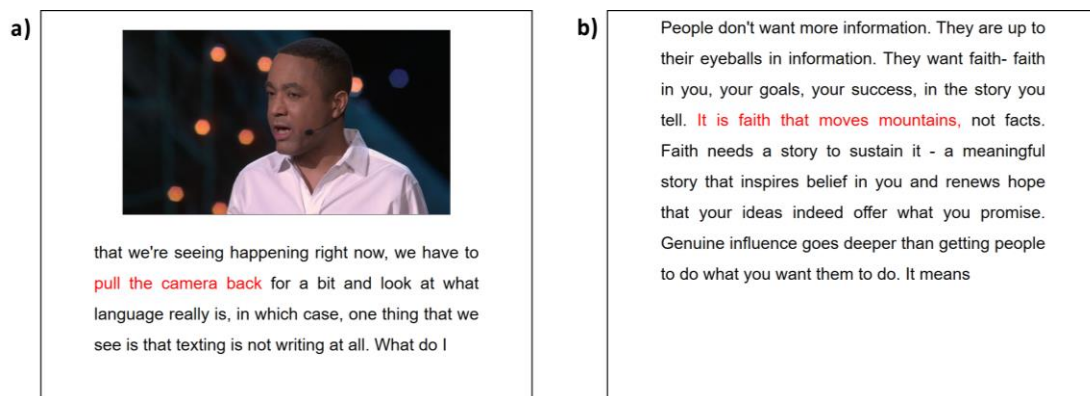 a)
that we're seeing happening right now, we have to
pull the camera back for a bit and look at what
language really is, in which case, one thing that we
see is that texting is not writing at all. What do I
b)
People don't want more information. They are up to
their eyeballs in information. They want faith- faith
in you, your goals, your success, in the story you
tell. It is faith that moves mountains, not facts.
Faith needs a story to sustain it - a meaningful
story that inspires belief in you and renews hope
that your ideas indeed offer what you promise.
Genuine influence goes deeper than getting people
to do what you want them to do. It means